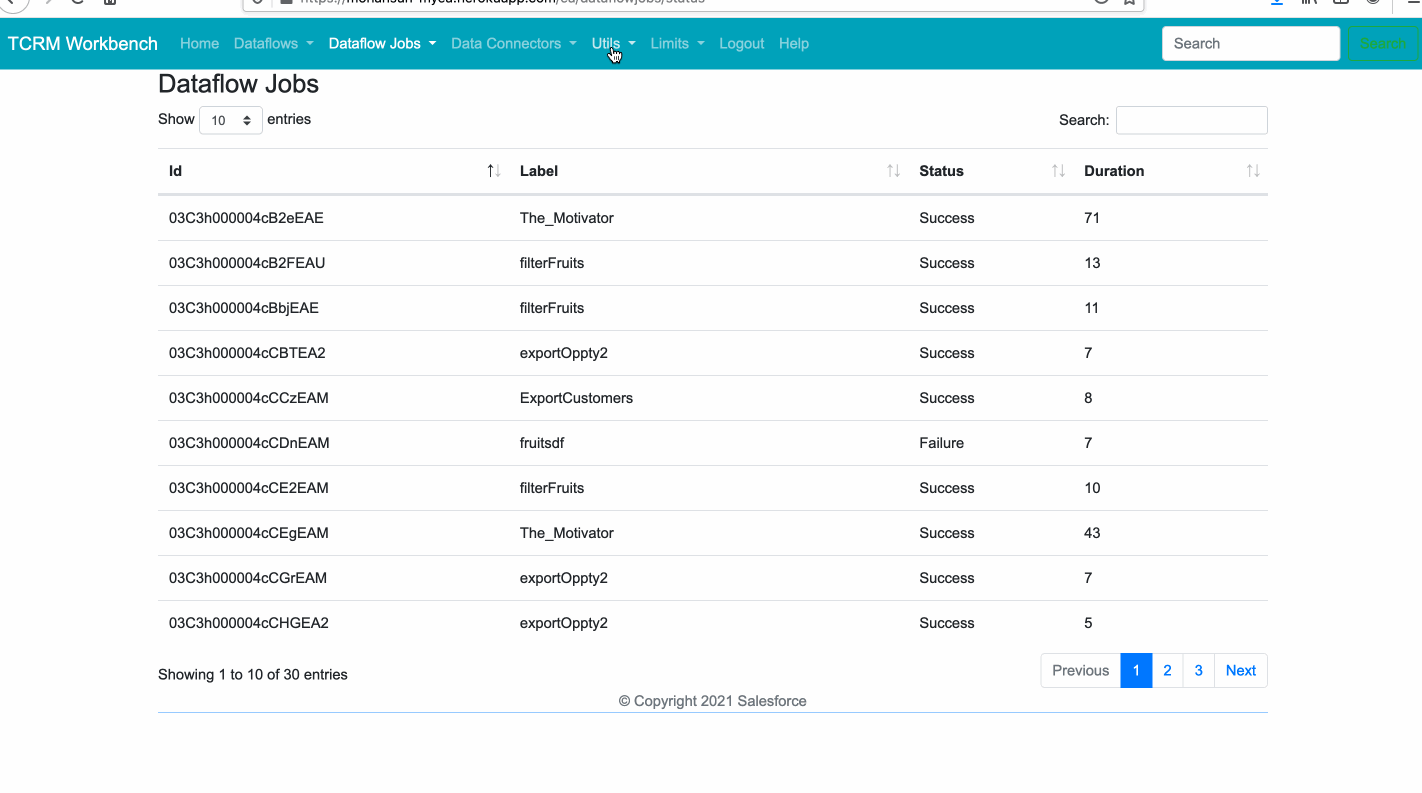 TCRM Workbench Home Dataflows Dataflow Jobs Data Connectors Utils Limits Logout Help Search Search
Dataflow Jobs
Show 10 entries Search:
Id Label Status Duration
03C3h000004cB2eEAE The_Motivator Success 71
03C3h000004cB2FEAU filterFruits Success 13
03C3h000004cBbjEAE filterFruits Success 11
03C3h000004cCBTEA2 exportOppty2 Success 7
03C3h000004cCCzEAM ExportCustomers Success 8
03C3h000004cCDnEAM fruitsdf Failure 7
03C3h000004cCE2EAM filterFruits Success 10
03C3h000004cCEgEAM The_Motivator Success 43
03C3h000004cCGrEAM exportOppty2 Success 7
03C3h000004cCHGEA2 exportOppty2 Success 5
Showing 1 to 10 of 30 entries Previous 1 2 3 Next
© Copyright 2021 Salesforce